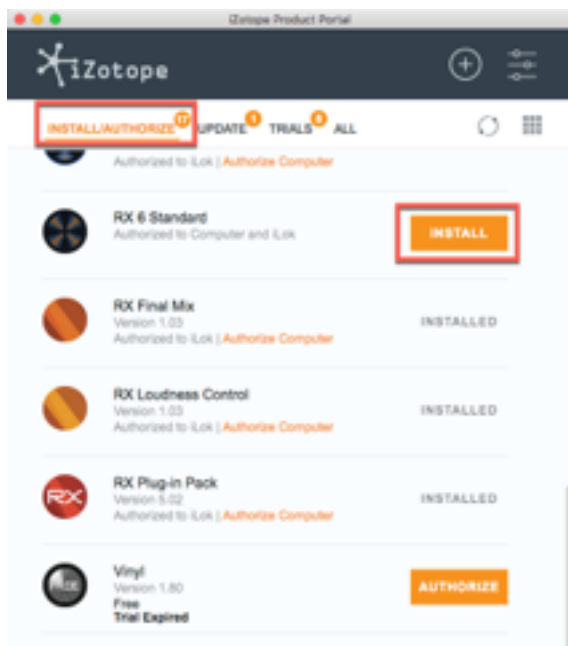 iZotope Product Portal
iZotope
INSTALL/AUTHORIZE 17 UPDATE 1 TRIALS ALL
Authorized to iLok | Authorize Computer
RX 6 Standard
Authorized to Computer and iLok
INSTALL
RX Final Mix
Version 1.03
Authorized to iLok | Authorize Computer
INSTALLED
RX Loudness Control
Version 1.03
Authorized to iLok | Authorize Computer
INSTALLED
RX
RX Plug-in Pack
Version 5.02
Authorized to iLok | Authorize Computer
INSTALLED
Vinyl
Version 1.80
Free
Trial Expired
AUTHORIZE